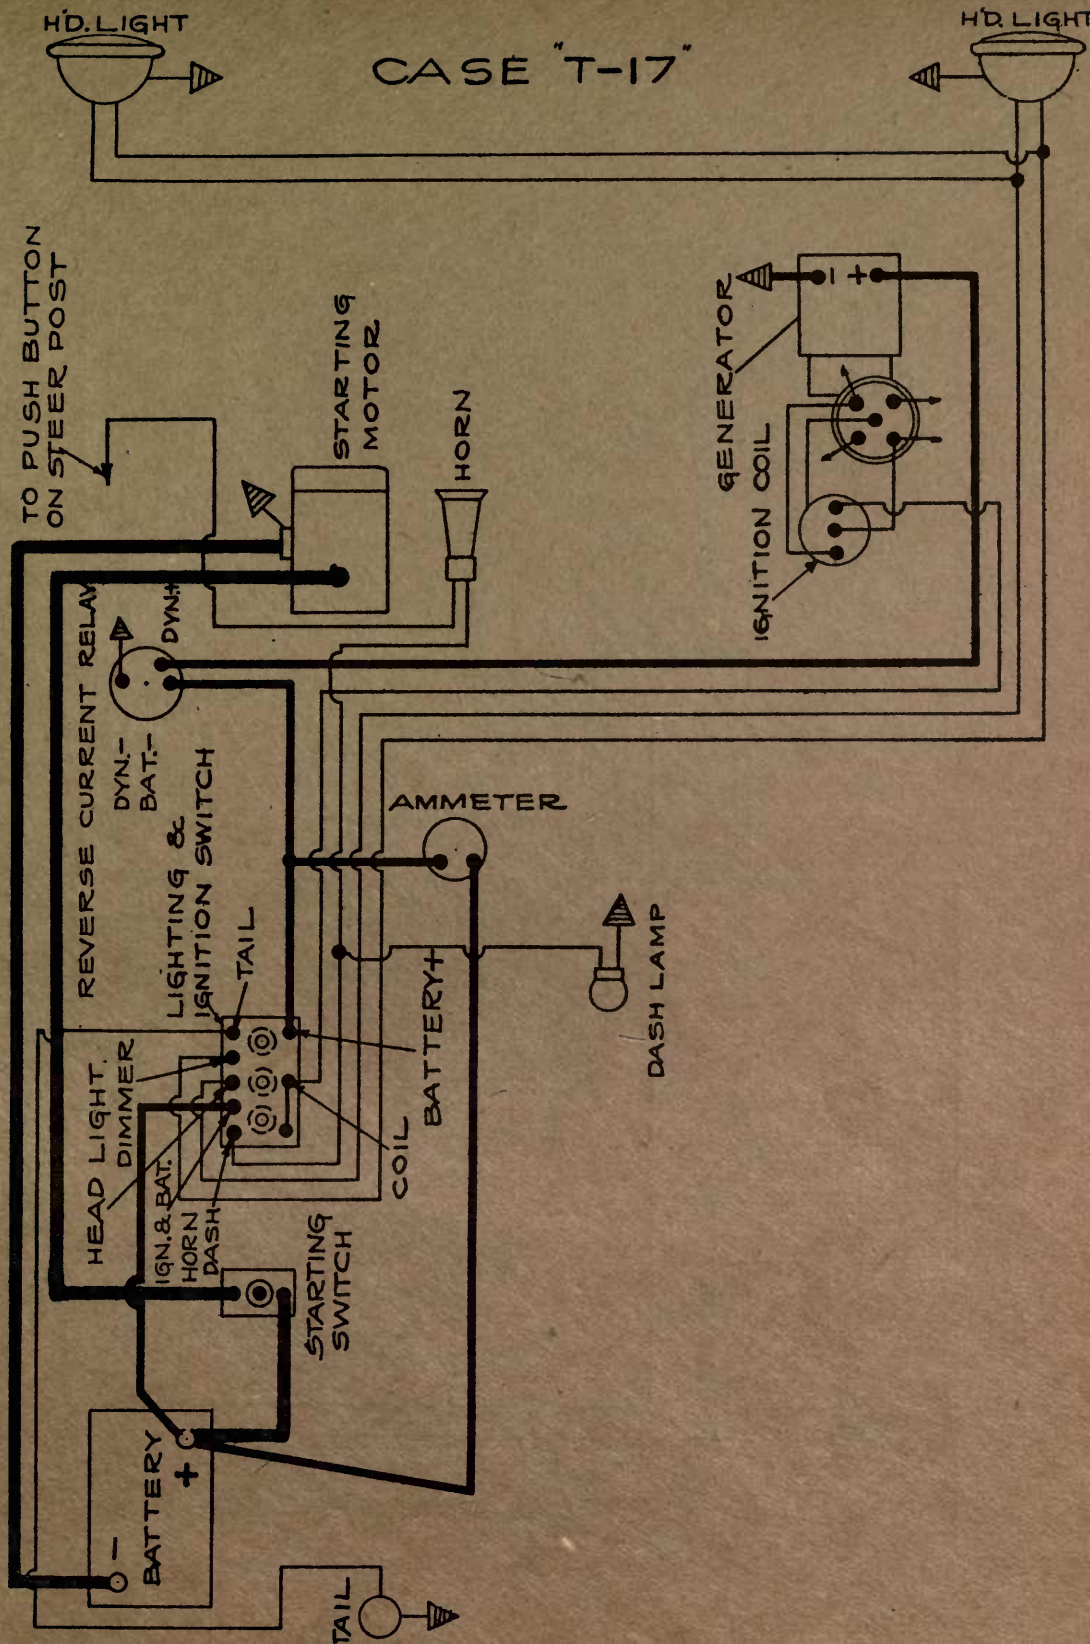 H'D. LIGHT
H'D. LIGHT
CASE "T-17"
TO PUSH BUTTON
ON STEER POST
STARTING
MOTOR
HORN
GENERATOR
IGNITION COIL
- +
REVERSE CURRENT RELAY
DYN.+
DYN.-
BAT.-
LIGHTING &
IGNITION SWITCH
AMMETER
TAIL
DASH LAMP
BATTERY+
COIL
HEAD LIGHT.
DIMMER
IGN. & BAT.
HORN
DASH
STARTING
SWITCH
BATTERY
+
-
TAIL